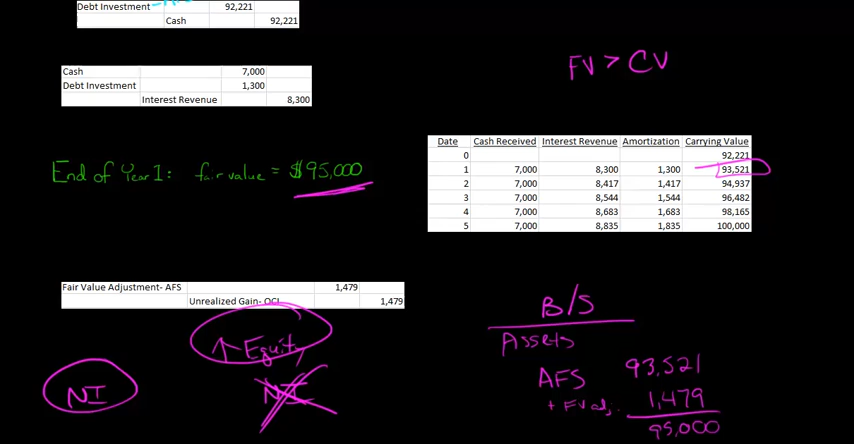 Debt Investment 92,221
Cash 92,221
FV > CV
Cash 7,000
Debt Investment 1,300
Interest Revenue 8,300
End of Year 1: fair value = $95,000
Date Cash Received Interest Revenue Amortization Carrying Value
0 92,221
1 7,000 8,300 1,300 93,521
2 7,000 8,417 1,417 94,937
3 7,000 8,544 1,544 96,482
4 7,000 8,683 1,683 98,165
5 7,000 8,835 1,835 100,000
Fair Value Adjustment- AFS 1,479
Unrealized Gain- OCI 1,479
↑ Equity
NI
NI
B/S
Assets
AFS 93,521
+ FV adj. 1,479
95,000